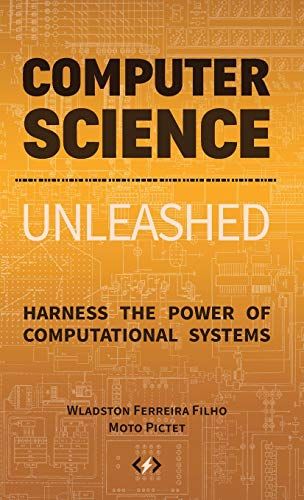 COMPUTER
SCIENCE
UNLEASHED
HARNESS THE POWER OF
COMPUTATIONAL SYSTEMS
WLADSTON FERREIRA FILHO
MOTO PICTET